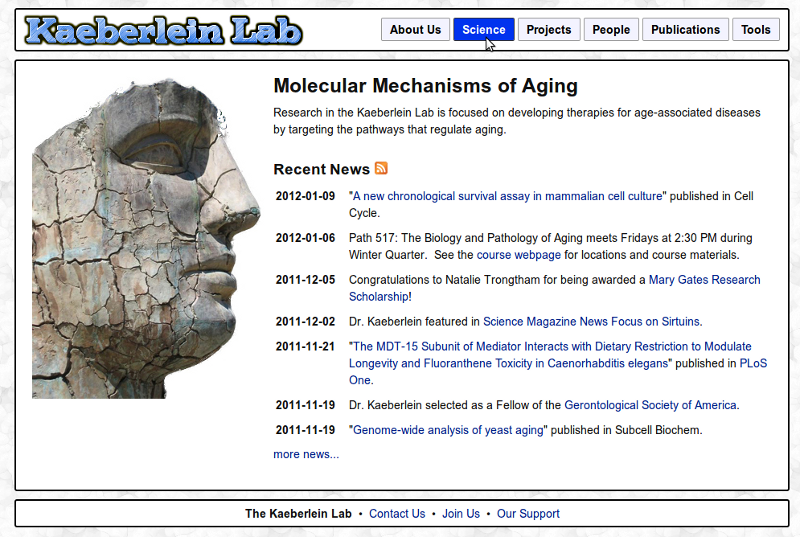 Kaeberlein Lab
About Us Science Projects People Publications Tools
Molecular Mechanisms of Aging
Research in the Kaeberlein Lab is focused on developing therapies for age-associated diseases
by targeting the pathways that regulate aging.
Recent News
2012-01-09 "A new chronological survival assay in mammalian cell culture" published in Cell
Cycle.
2012-01-06 Path 517: The Biology and Pathology of Aging meets Fridays at 2:30 PM during
Winter Quarter. See the course webpage for locations and course materials.
2011-12-05 Congratulations to Natalie Trongtham for being awarded a Mary Gates Research
Scholarship!
2011-12-02 Dr. Kaeberlein featured in Science Magazine News Focus on Sirtuins.
2011-11-21 "The MDT-15 Subunit of Mediator Interacts with Dietary Restriction to Modulate
Longevity and Fluoranthene Toxicity in Caenorhabditis elegans" published in PLoS
One.
2011-11-19 Dr. Kaeberlein selected as a Fellow of the Gerontological Society of America.
2011-11-19 "Genome-wide analysis of yeast aging" published in Subcell Biochem.
more news...
The Kaeberlein Lab • Contact Us • Join Us • Our Support